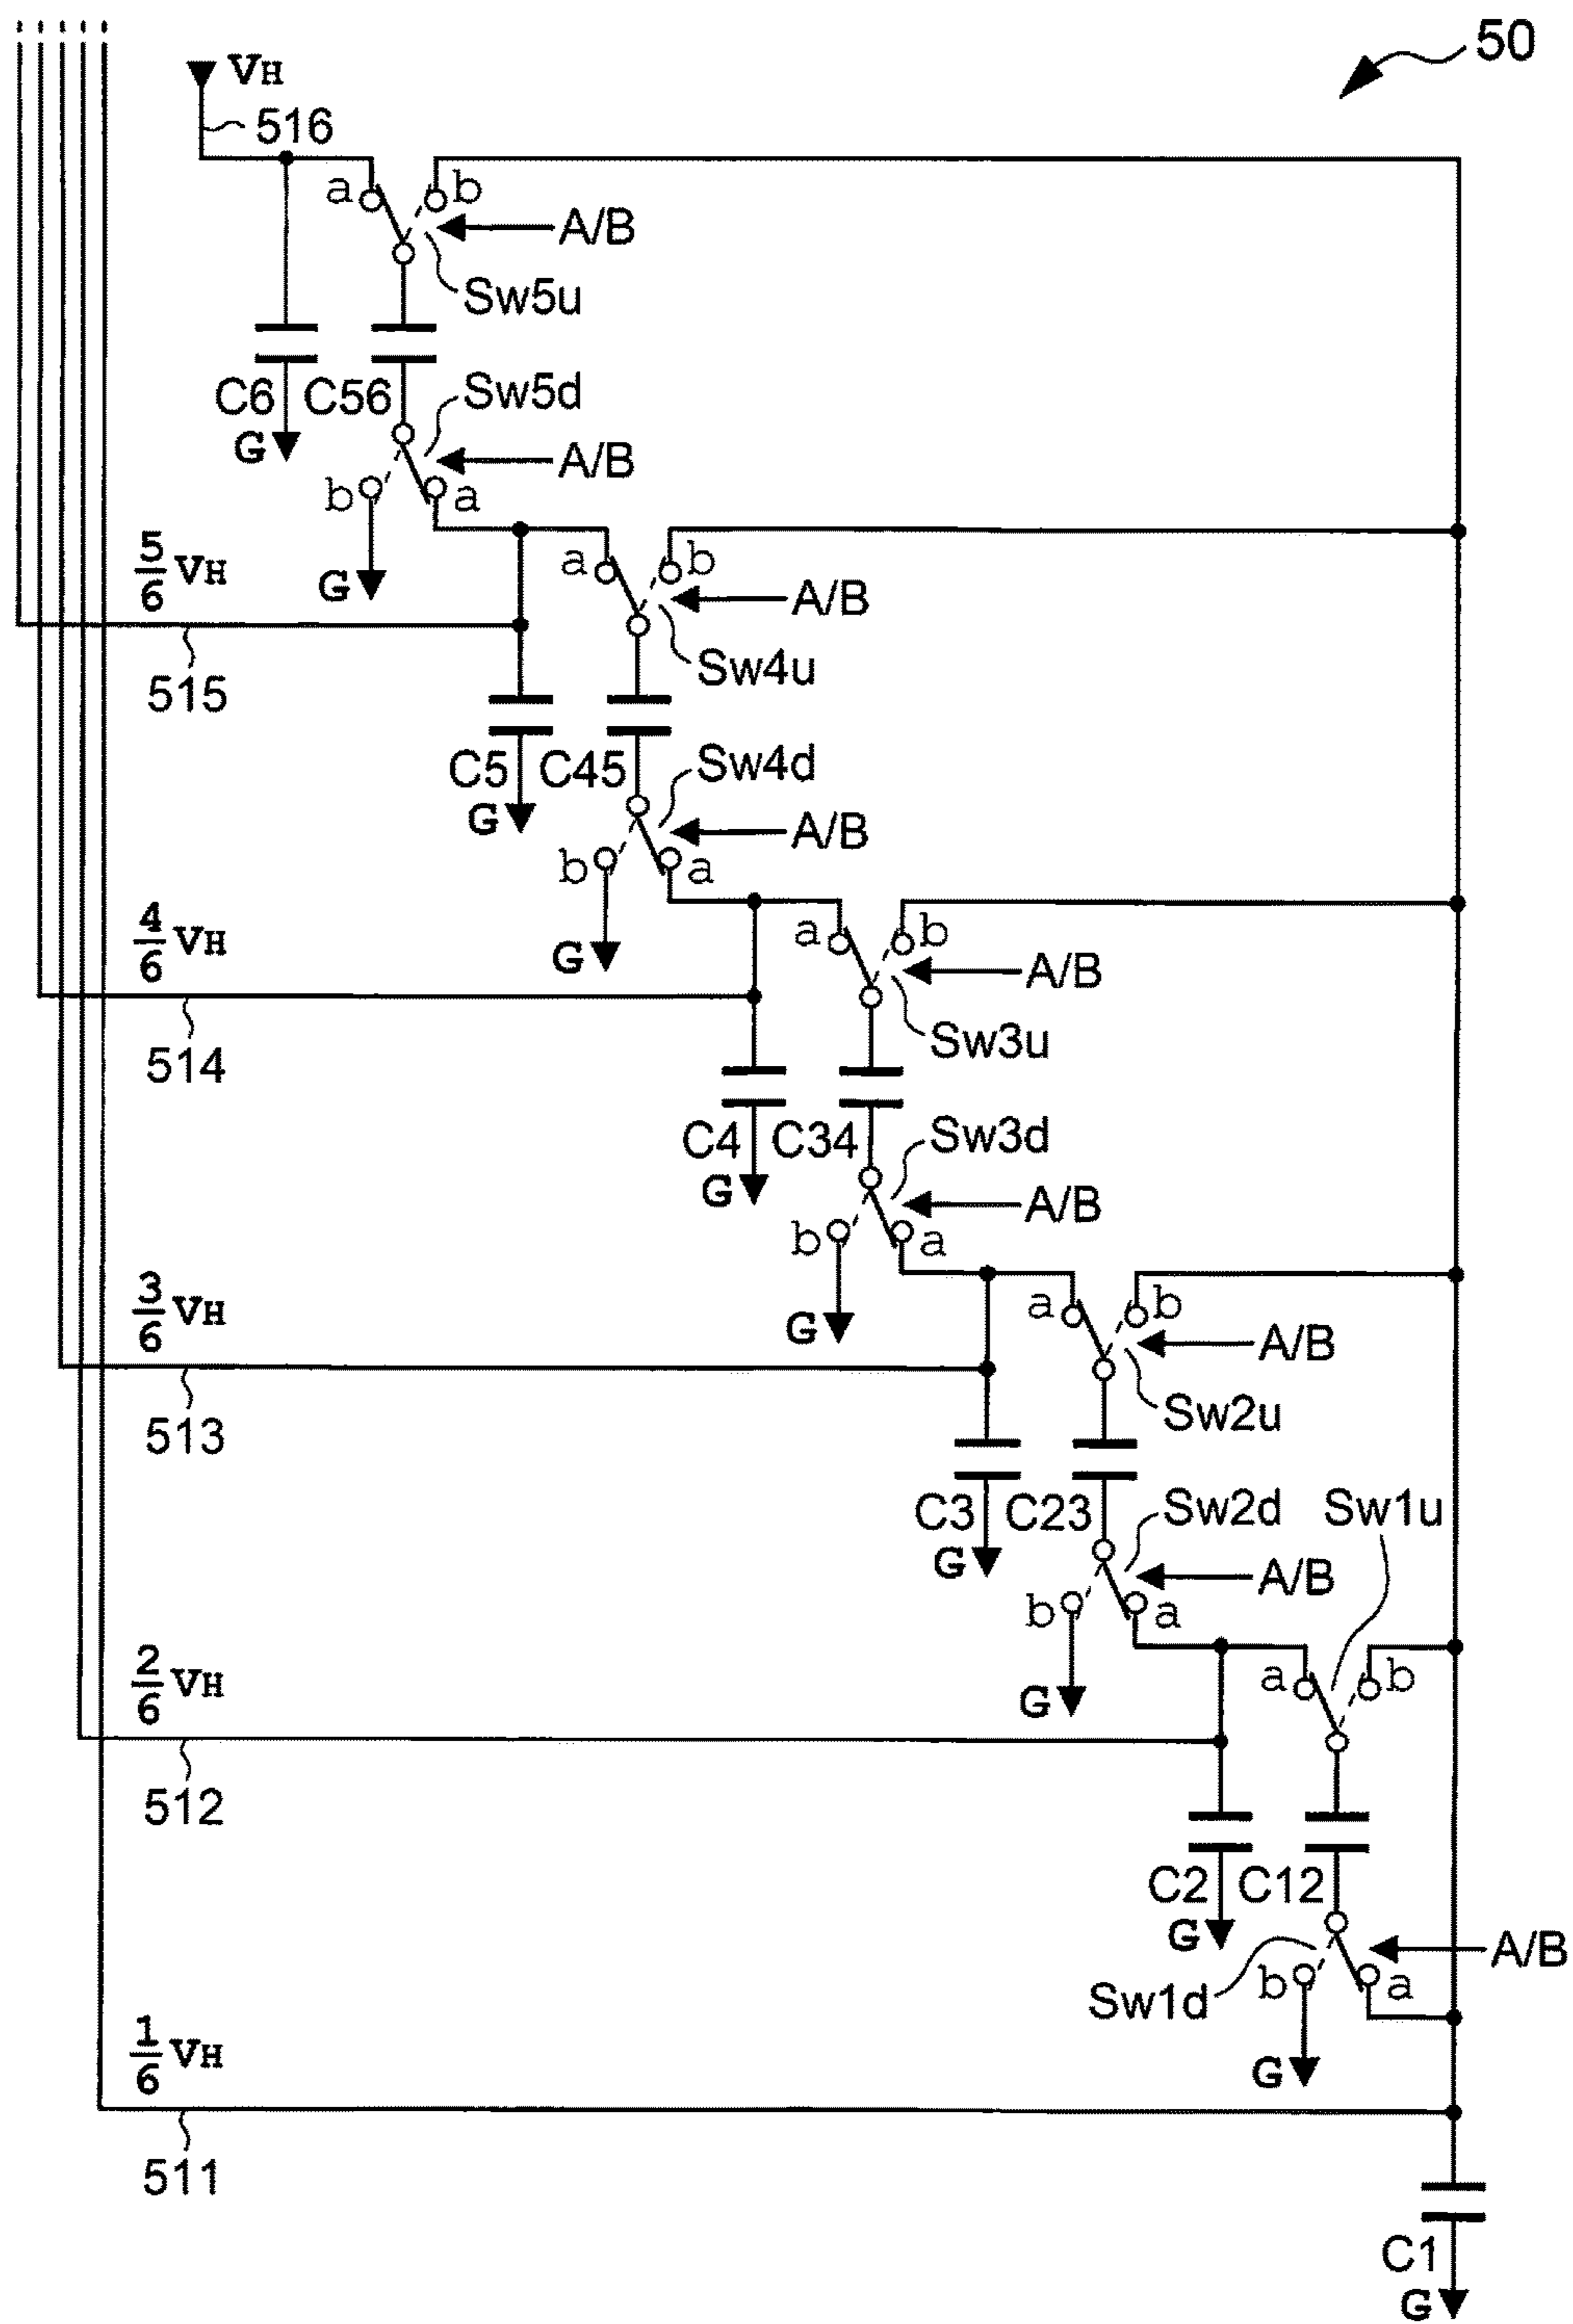 50
VH
516
a b
A/B
Sw5u
C6 C56
Sw5d
G
A/B
b a
5/6 VH
G
a b
A/B
515
Sw4u
C5 C45
Sw4d
G
A/B
b a
4/6 VH
G
a b
A/B
514
Sw3u
C4 C34
Sw3d
G
A/B
b a
3/6 VH
G
a b
A/B
513
Sw2u
C3 C23
Sw2d
Sw1u
G
A/B
b a
2/6 VH
G
a b
512
C2 C12
G
A/B
Sw1d
b a
1/6 VH
G
511
C1
G